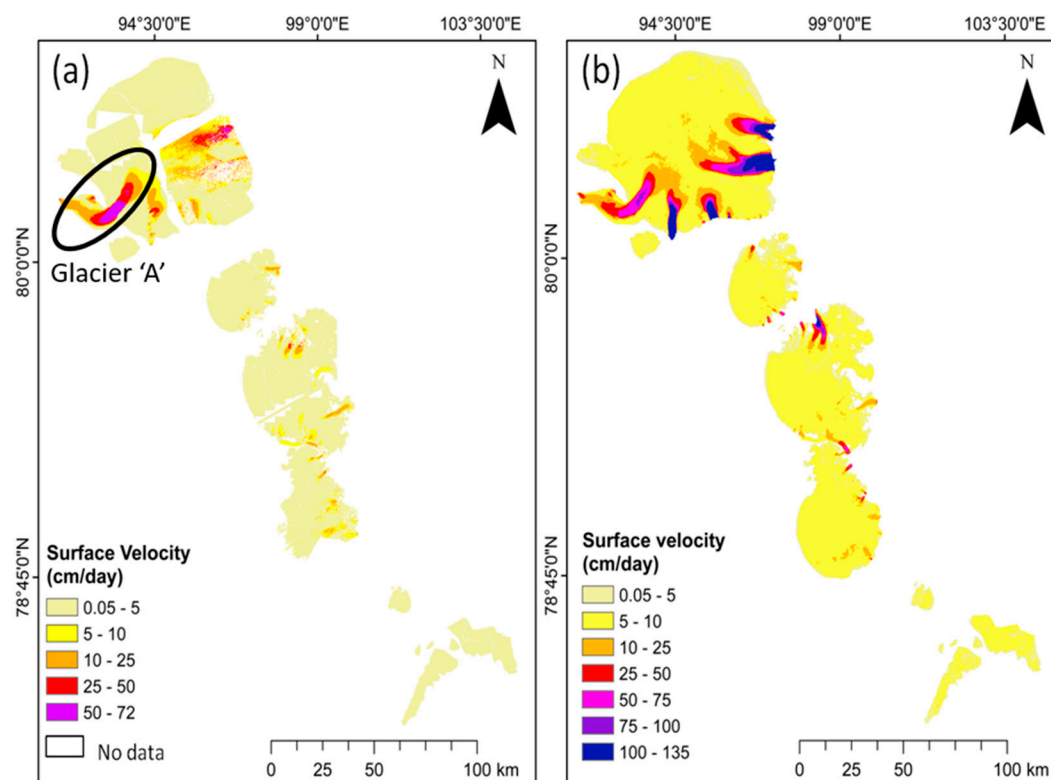 94°30'0"E 99°0'0"E 103°30'0"E
(a)
N
Glacier 'A'
80°0'0"N
78°45'0"N
Surface Velocity
(cm/day)
0.05 - 5
5 - 10
10 - 25
25 - 50
50 - 72
No data
0 25 50 100 km
94°30'0"E 99°0'0"E 103°30'0"E
(b)
N
80°0'0"N
78°45'0"N
Surface velocity
(cm/day)
0.05 - 5
5 - 10
10 - 25
25 - 50
50 - 75
75 - 100
100 - 135
0 25 50 100 km